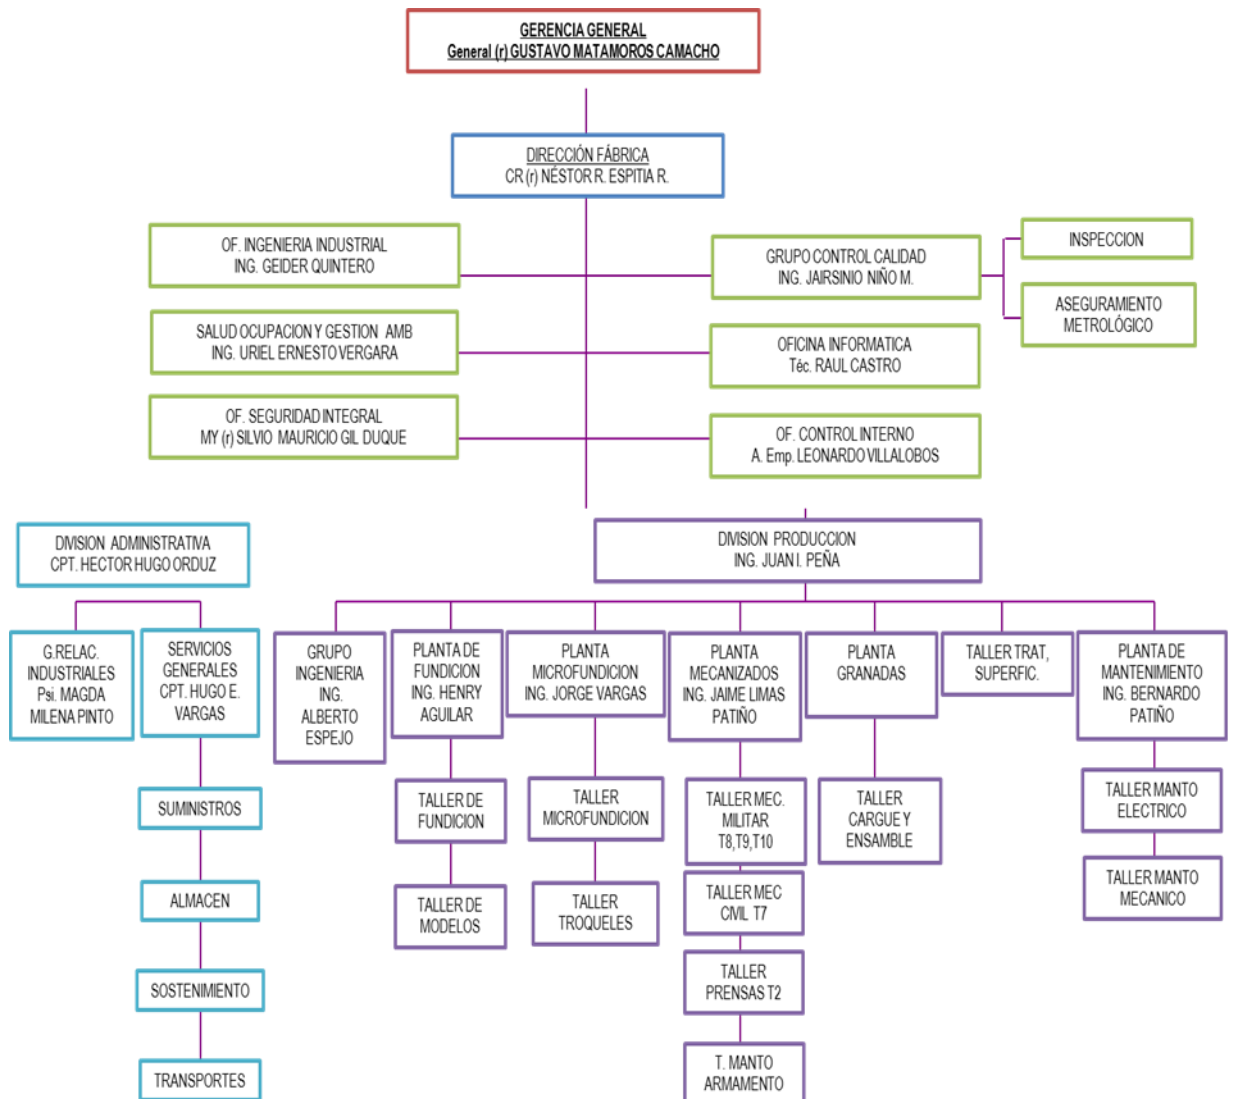 GERENCIA GENERAL
General (r) GUSTAVO MATAMOROS CAMACHO
DIRECCIÓN FÁBRICA
CR (r) NÉSTOR R. ESPITIA R.
OF. INGENIERIA INDUSTRIAL
ING. GEIDER QUINTERO
GRUPO CONTROL CALIDAD
ING. JAIRSINIO NIÑO M.
INSPECCION
ASEGURAMIENTO
METROLÓGICO
SALUD OCUPACION Y GESTION AMB
ING. URIEL ERNESTO VERGARA
OFICINA INFORMATICA
Téc. RAUL CASTRO
OF. SEGURIDAD INTEGRAL
MY (r) SILVIO MAURICIO GIL DUQUE
OF. CONTROL INTERNO
A. Emp. LEONARDO VILLALOBOS
DIVISION ADMINISTRATIVA
CPT. HECTOR HUGO ORDUZ
DIVISION PRODUCCION
ING. JUAN I. PEÑA
G.RELAC.
INDUSTRIALES
Psi. MAGDA
MILENA PINTO
SERVICIOS
GENERALES
CPT. HUGO E.
VARGAS
GRUPO
INGENIERIA
ING.
ALBERTO
ESPEJO
PLANTA DE
FUNDICION
ING. HENRY
AGUILAR
PLANTA
MICROFUNDICION
ING. JORGE VARGAS
PLANTA
MECANIZADOS
ING. JAIME LIMAS
PATIÑO
PLANTA
GRANADAS
TALLER TRAT,
SUPERFIC.
PLANTA DE
MANTENIMIENTO
ING. BERNARDO
PATIÑO
SUMINISTROS
ALMACEN
SOSTENIMIENTO
TRANSPORTES
TALLER DE
FUNDICION
TALLER DE
MODELOS
TALLER
MICROFUNDICION
TALLER
TROQUELES
TALLER MEC.
MILITAR
T8,T9,T10
TALLER MEC
CIVIL T7
TALLER
PRENSAS T2
T. MANTO
ARMAMENTO
TALLER
CARGUE Y
ENSAMBLE
TALLER MANTO
ELECTRICO
TALLER MANTO
MECANICO